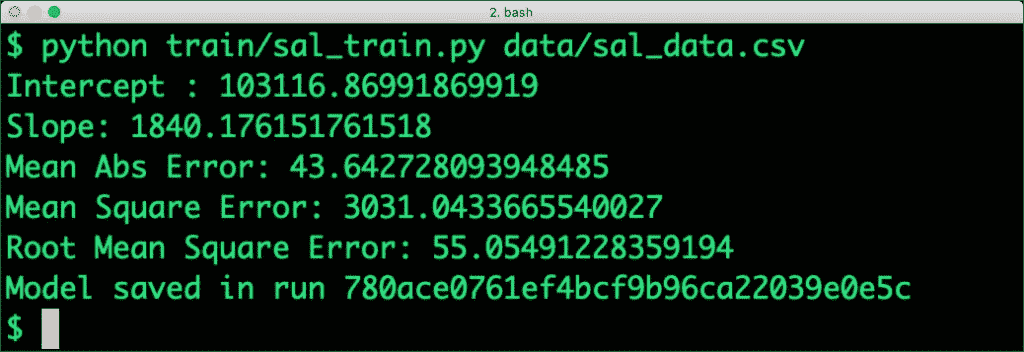 2. bash
$ python train/sal_train.py data/sal_data.csv
Intercept : 103116.86991869919
Slope: 1840.176151761518
Mean Abs Error: 43.642728093948485
Mean Square Error: 3031.0433665540027
Root Mean Square Error: 55.05491228359194
Model saved in run 780ace0761ef4bcf9b96ca22039e0e5c
$